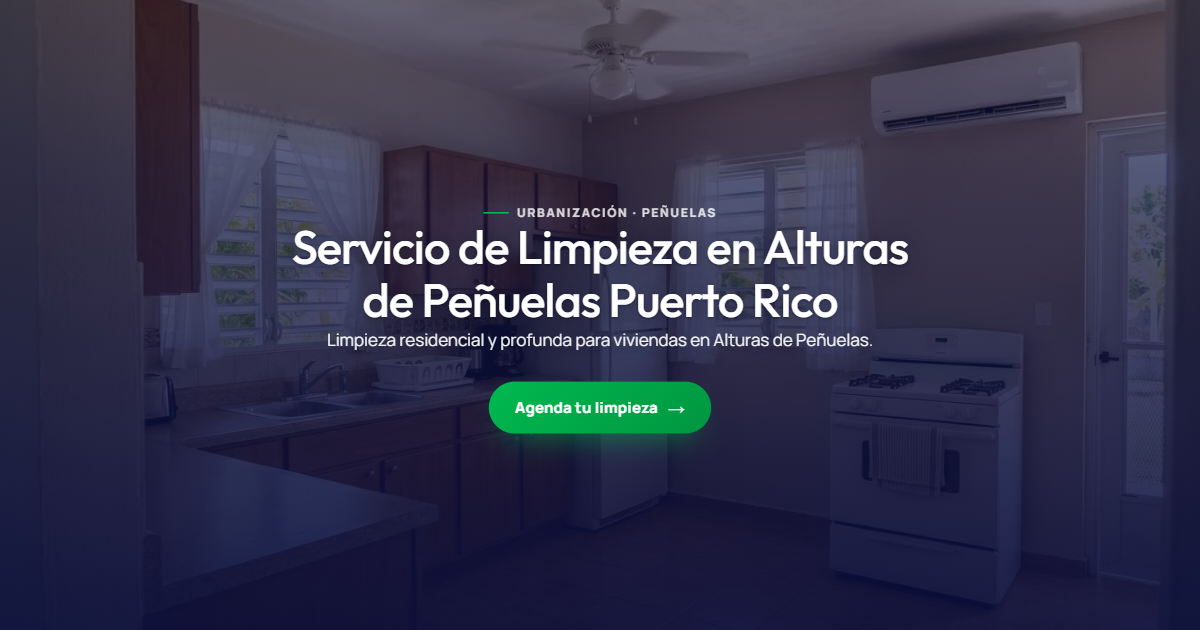 URBANIZACIÓN · PEÑUELAS
Servicio de Limpieza en Alturas
de Peñuelas Puerto Rico
Limpieza residencial y profunda para viviendas en Alturas de Peñuelas.
Agenda tu limpieza →